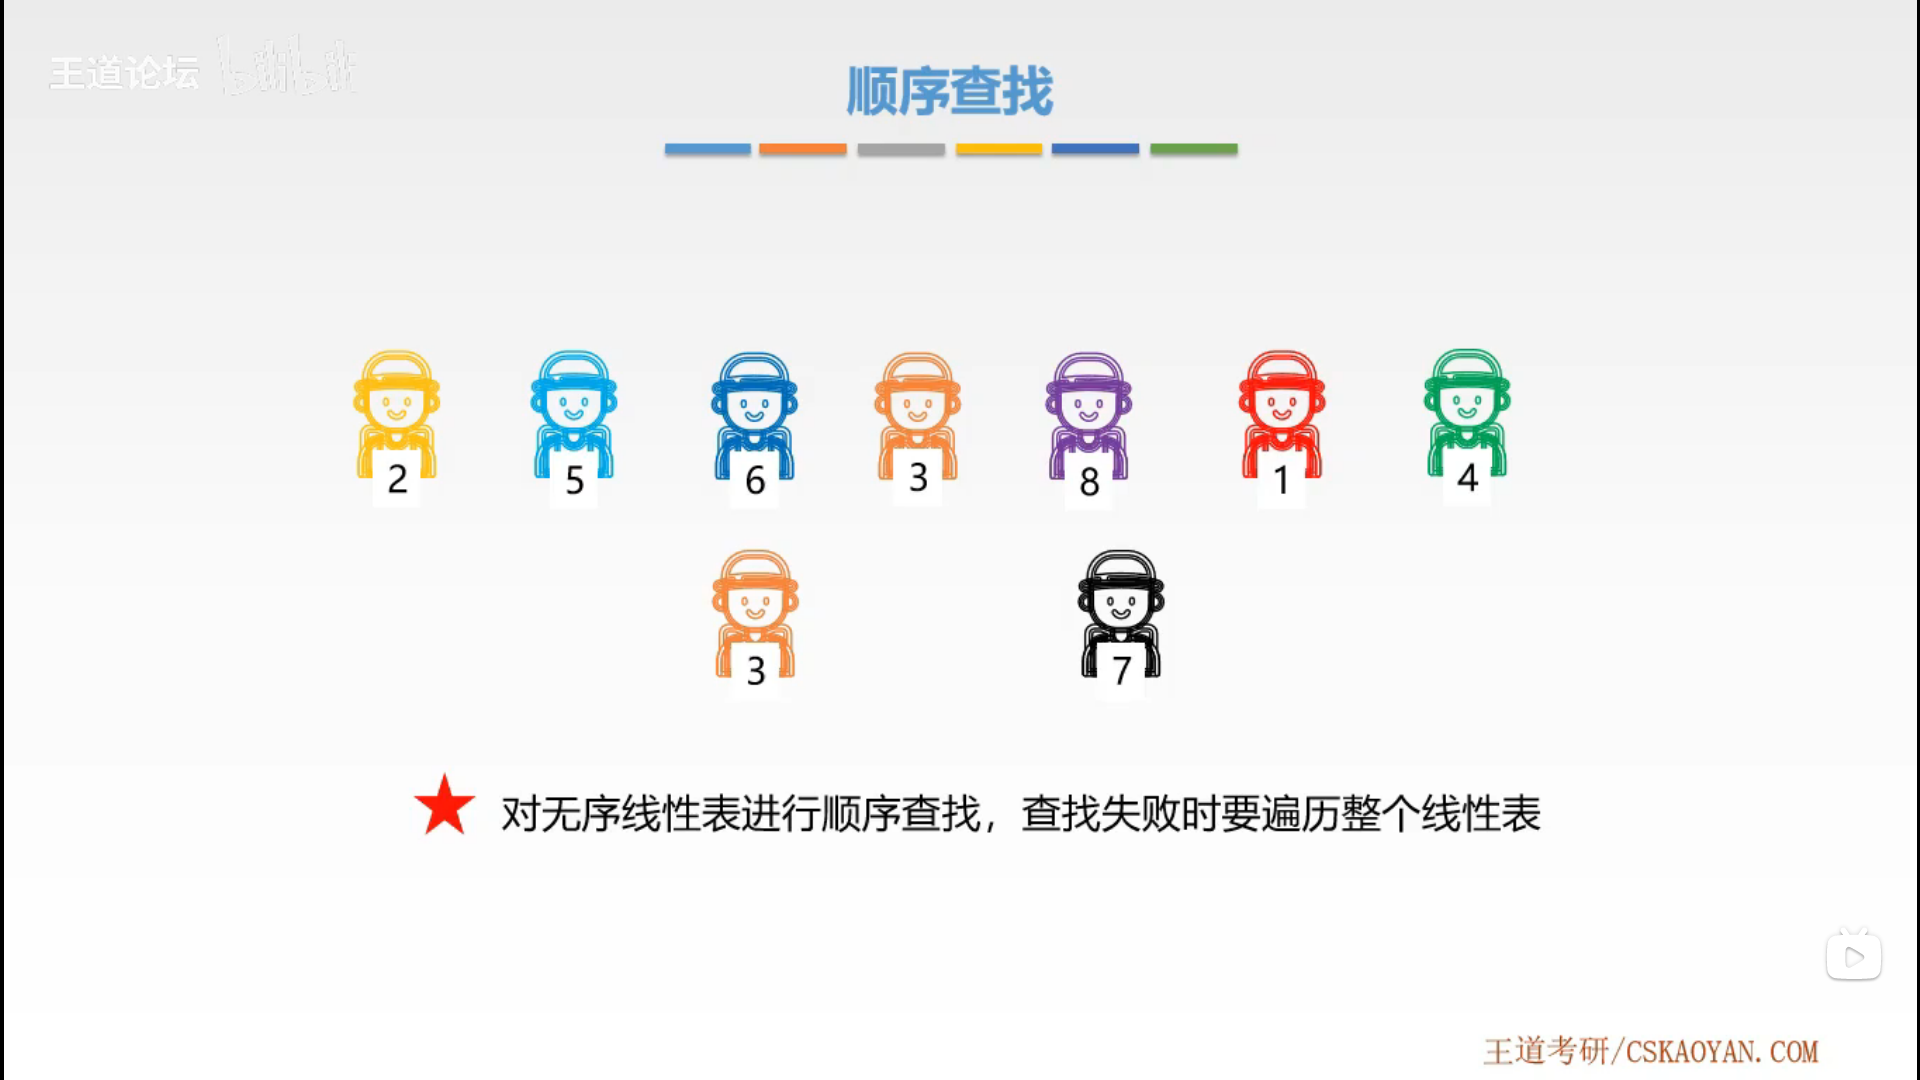 王道论坛 bilibili
顺序查找
2 5 6 3 8 1 4
3 7
对无序线性表进行顺序查找，查找失败时要遍历整个线性表
王道考研/CSKAOYAN.COM